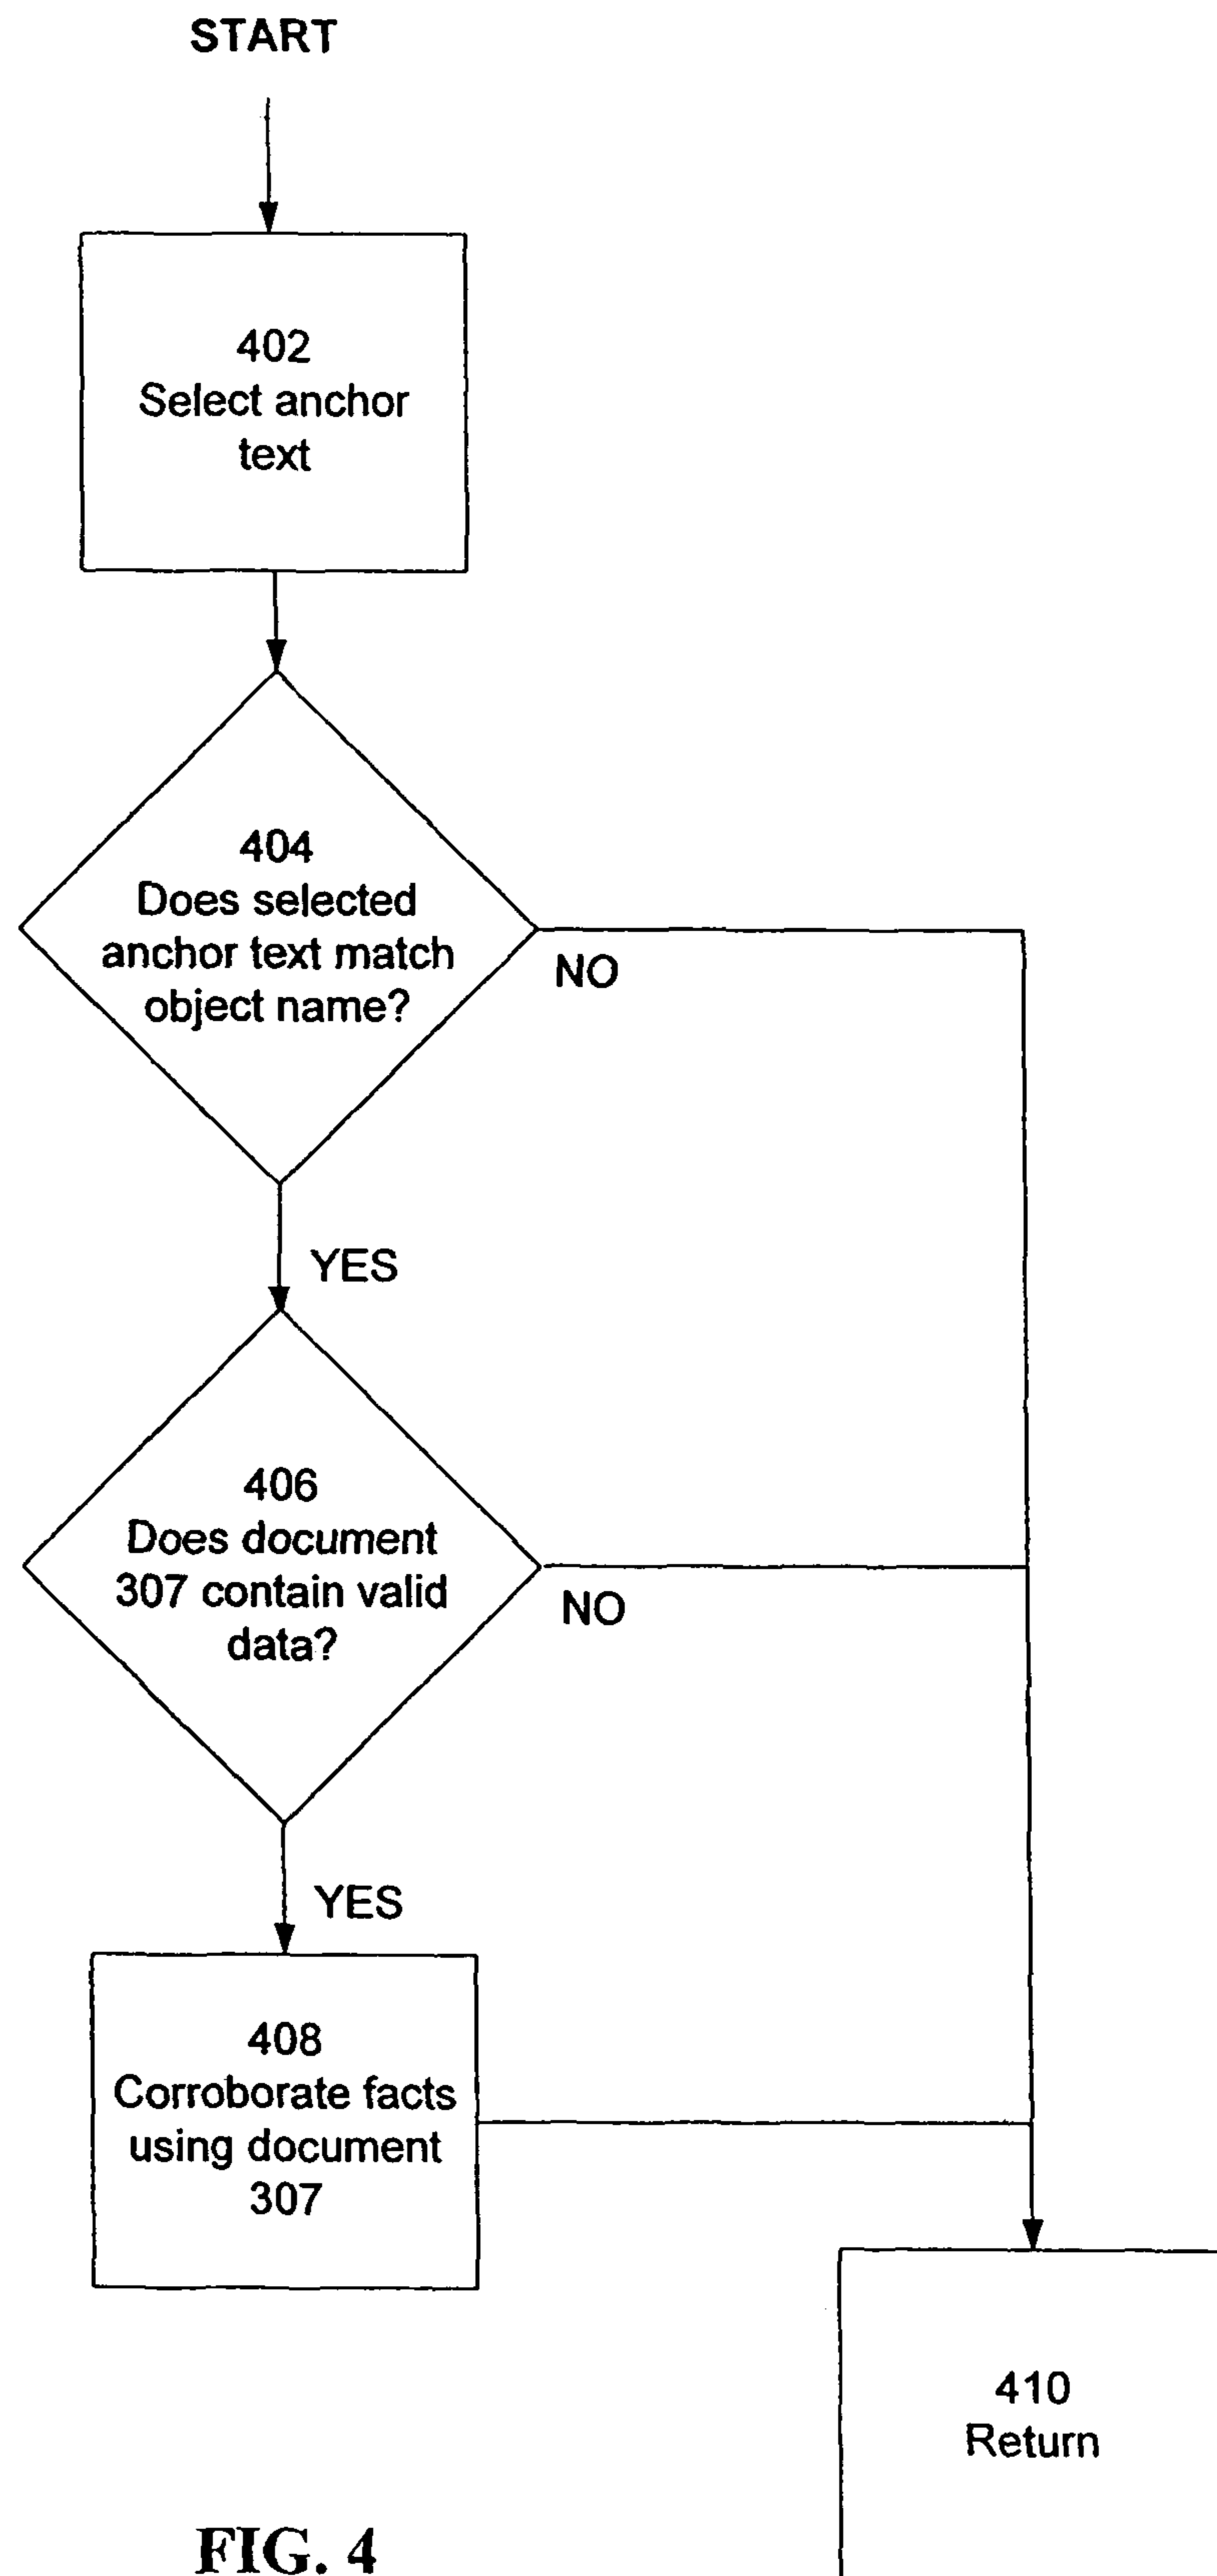 START
402
Select anchor
text
404
Does selected
anchor text match
object name?
NO
YES
406
Does document
307 contain valid
data?
NO
YES
408
Corroborate facts
using document
307
410
Return
FIG. 4